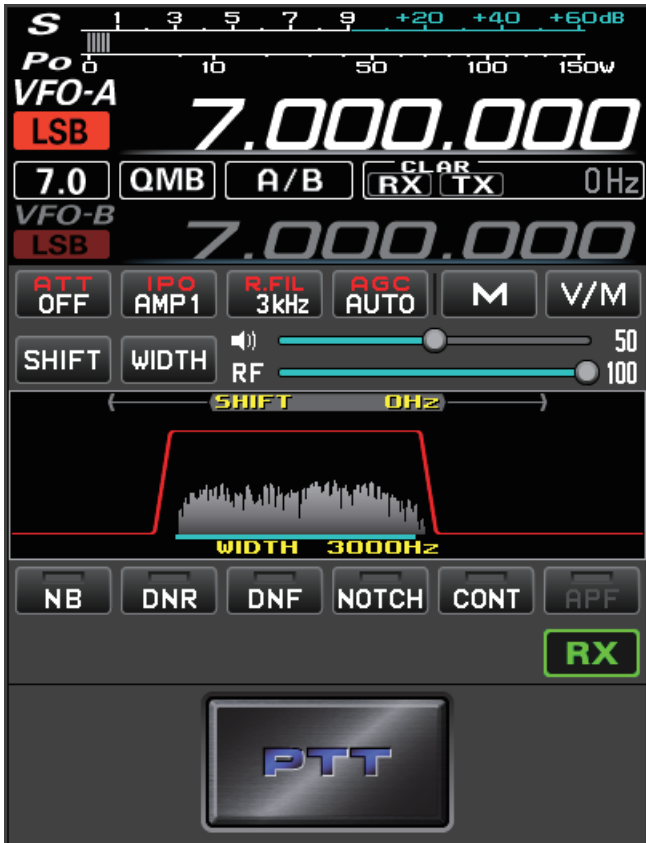 S 1 3 5 7 9 +20 +40 +60dB
Po 0 10 50 100 150W
VFO-A
LSB 7.000.000
7.0 QMB A/B CLAR RX TX 0Hz
VFO-B
LSB 7.000.000
ATT IPO R.FIL AGC
OFF AMP1 3kHz AUTO M V/M
SHIFT WIDTH 50
RF 100
SHIFT 0Hz
WIDTH 3000Hz
NB DNR DNF NOTCH CONT APF
RX
PTT